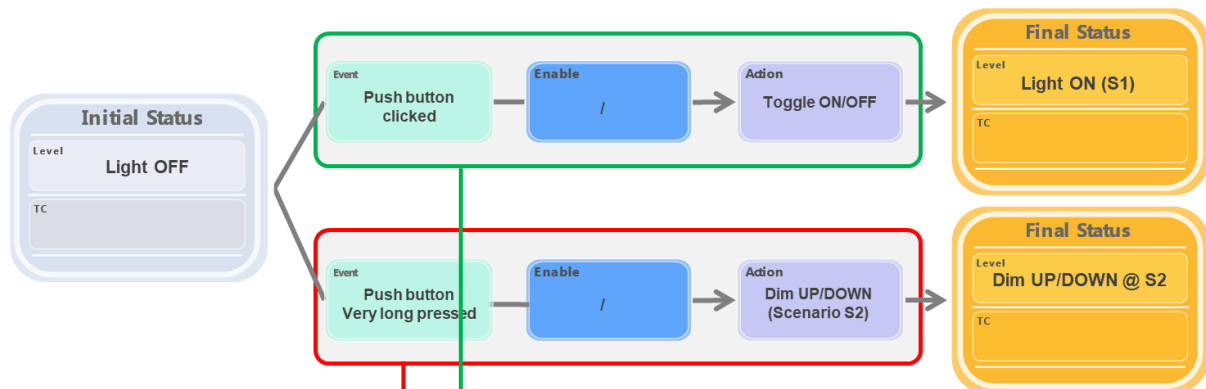 Initial Status
Level
Light OFF
TC
Event
Push button
clicked
Enable
/
Action
Toggle ON/OFF
Final Status
Level
Light ON (S1)
TC
Event
Push button
Very long pressed
Enable
/
Action
Dim UP/DOWN
(Scenario S2)
Final Status
Level
Dim UP/DOWN @ S2
TC